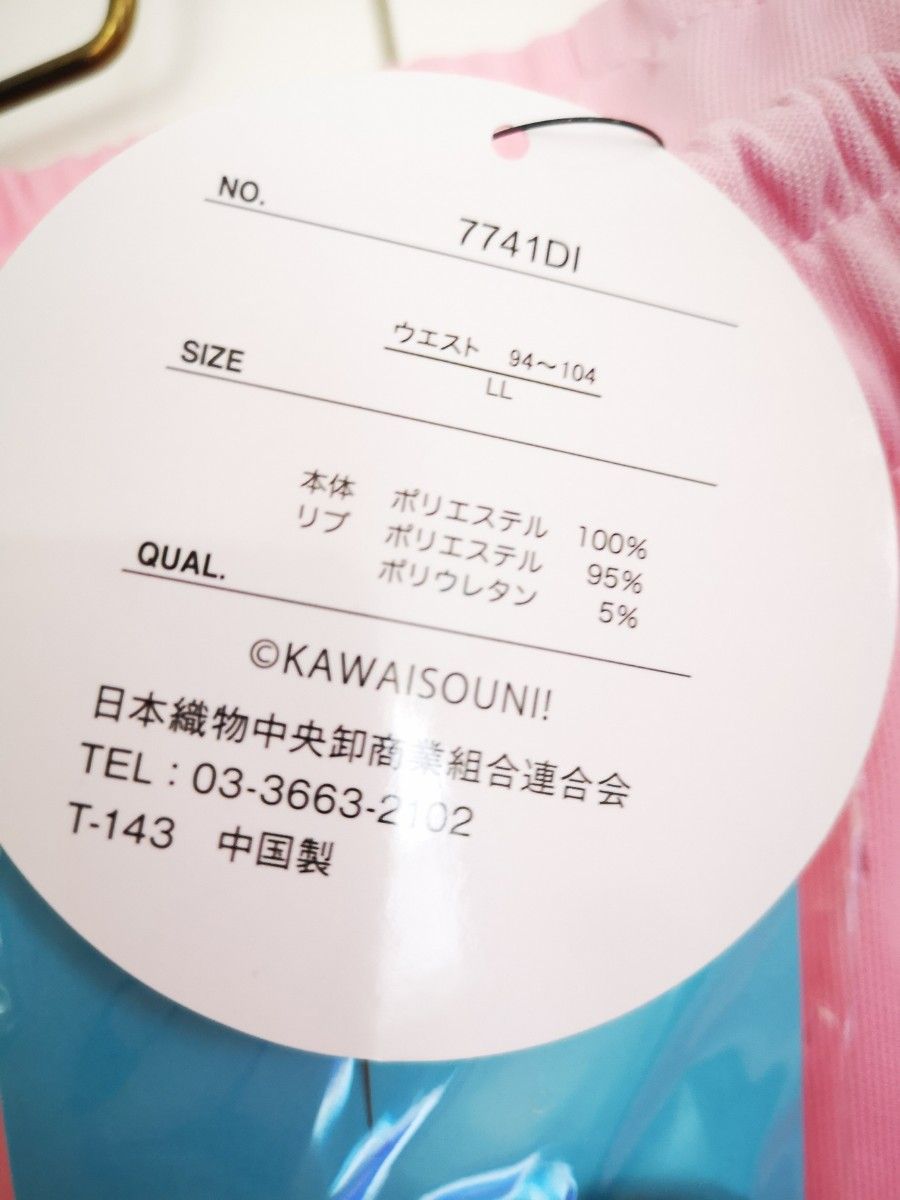 NO. 7741DI
ウエスト 94～104
SIZE LL
本体 ポリエステル 100%
リブ ポリエステル 95%
ポリウレタン 5%
QUAL.
©KAWAISOUNI!
日本織物中央卸商業組合連合会
TEL：03-3663-2102
T-143 中国製